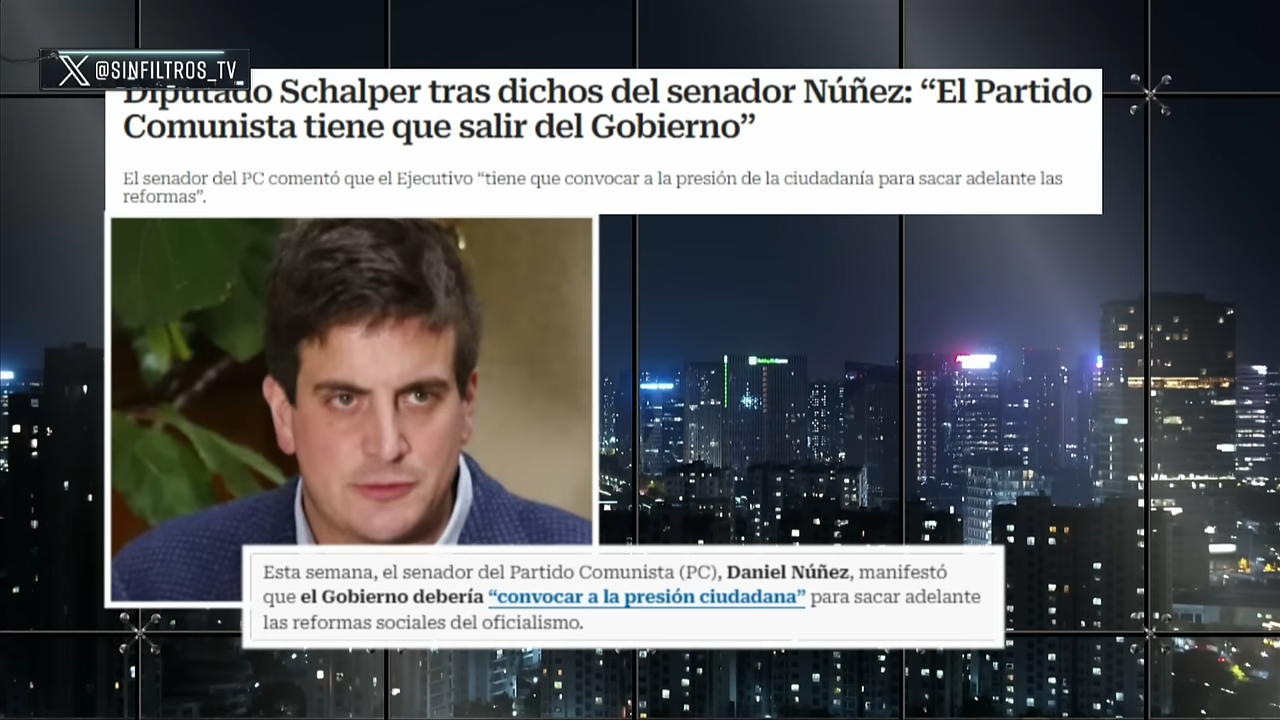 @SINFILTROS_TV
Diputado Schalper tras dichos del senador Núñez: “El Partido
Comunista tiene que salir del Gobierno”
El senador del PC comentó que el Ejecutivo “tiene que convocar a la presión de la ciudadanía para sacar adelante las
reformas”.
Esta semana, el senador del Partido Comunista (PC), Daniel Núñez, manifestó
que el Gobierno debería “convocar a la presión ciudadana” para sacar adelante
las reformas sociales del oficialismo.